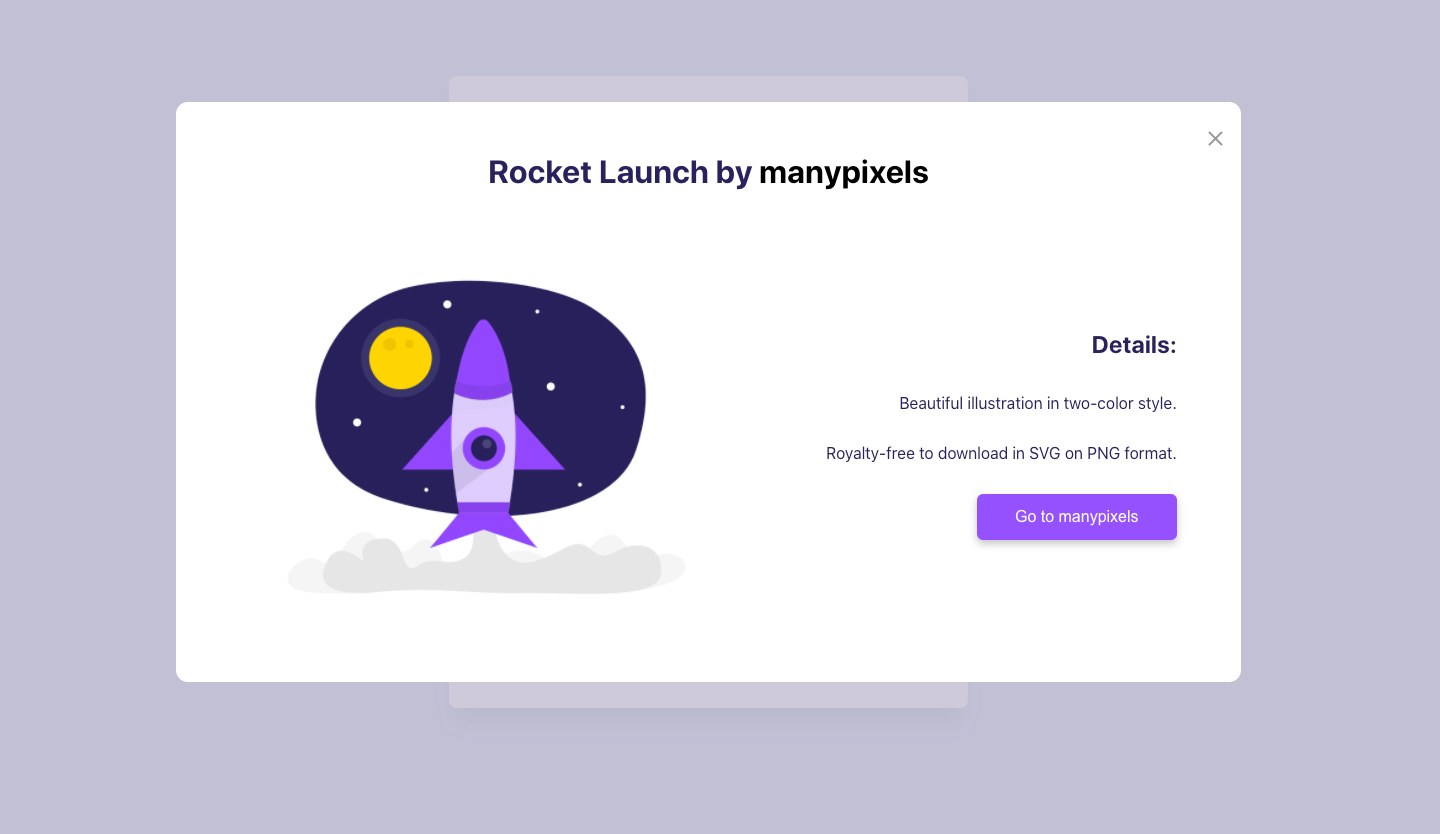 Rocket Launch by manypixels
Details:
Beautiful illustration in two-color style.
Royalty-free to download in SVG on PNG format.
Go to manypixels